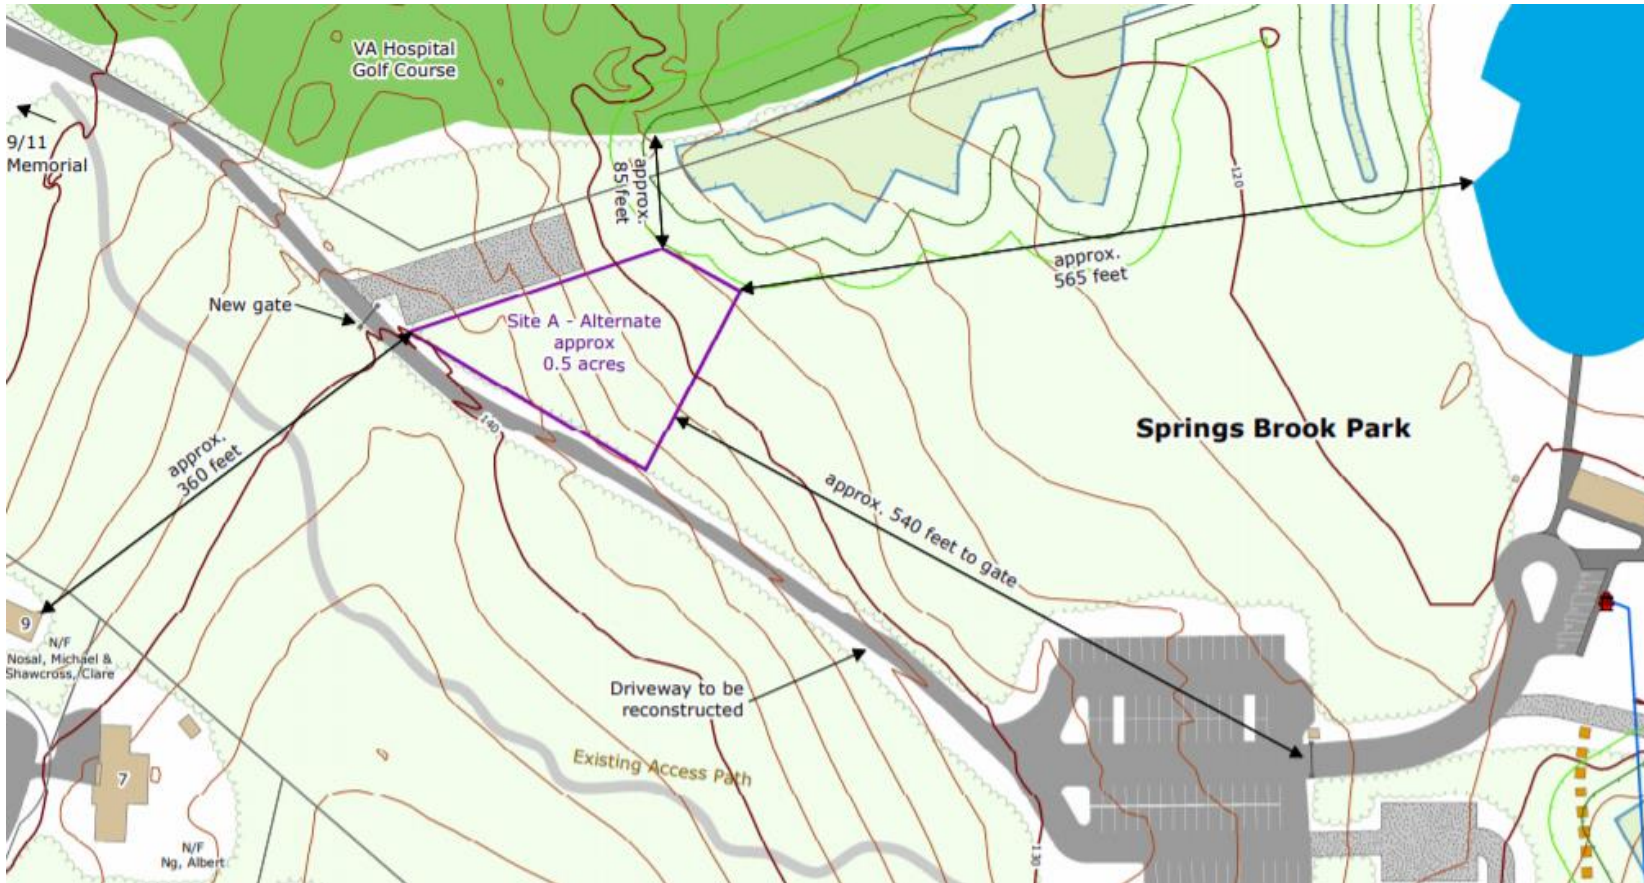 VA Hospital
Golf Course
9/11
Memorial
approx.
85 feet
120
approx.
565 feet
New gate
Site A - Alternate
approx
0.5 acres
140
Springs Brook Park
approx.
360 feet
approx. 540 feet to gate
9
N/F
Nosal, Michael &
Shawcross, Clare
Driveway to be
reconstructed
Existing Access Path
7
N/F
Ng, Albert
130